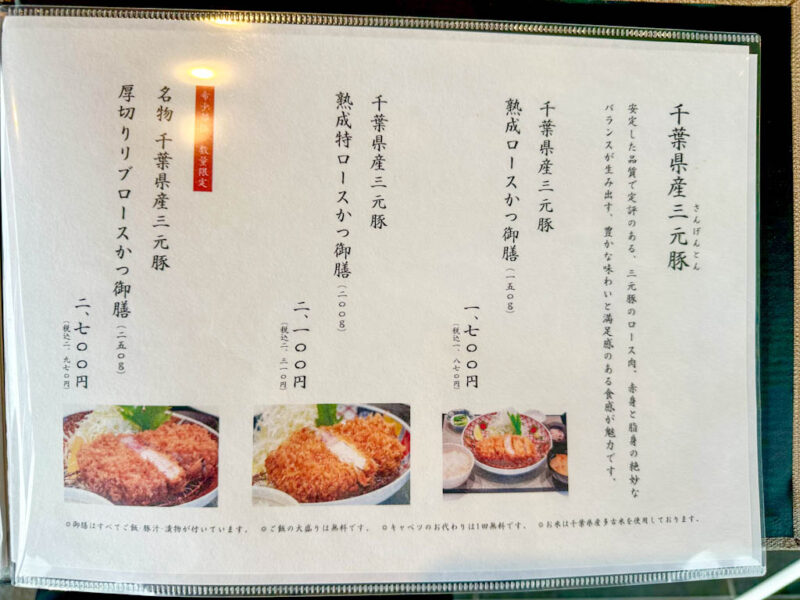 千葉県産三元豚
さんげんとん
安定した品質で定評のある、三元豚のロース肉。赤身と脂身の絶妙な
バランスが生み出す、豊かな味わいと満足感のある食感が魅力です。
千葉県産三元豚
熟成ロースかつ御膳(一五〇g)
一、七〇〇円
(税込一、八七〇円)
千葉県産三元豚
熟成特ロースかつ御膳(二〇〇g)
二、一〇〇円
(税込二、三一〇円)
数量限定
名物 千葉県産三元豚
厚切りリブロースかつ御膳(二五〇g)
二、七〇〇円
(税込二、九七〇円)
※御膳はすべてご飯・豚汁・漬物が付いています。 ※ご飯の大盛りは無料です。 ※キャベツのお代わりは1回無料です。 ※お米は千葉県産多古米を使用しております。